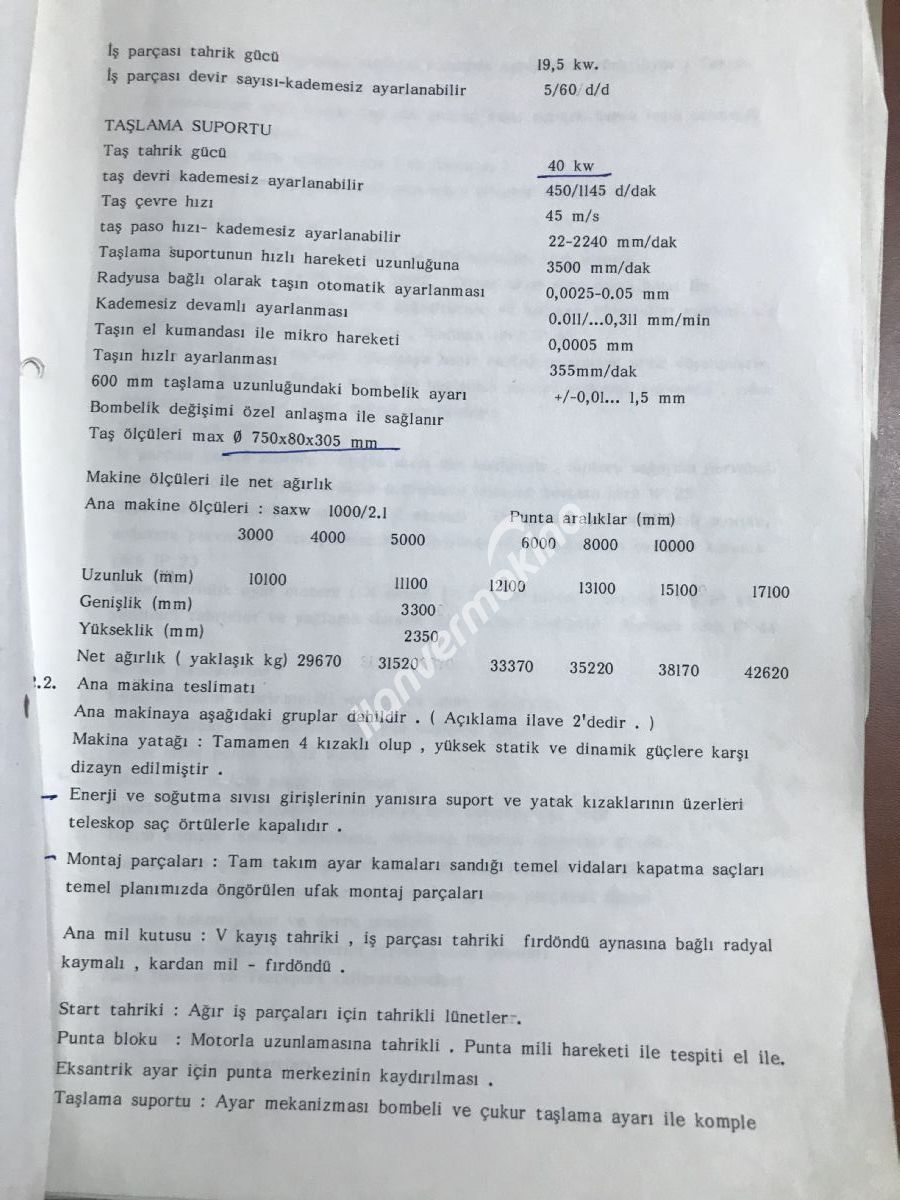 İş parçası tahrik gücü 19,5 kw.
İş parçası devir sayısı-kademesiz ayarlanabilir 5/60 d/d
TAŞLAMA SUPORTU
Taş tahrik gücü 40 kw
taş devri kademesiz ayarlanabilir 450/1145 d/dak
Taş çevre hızı 45 m/s
taş paso hızı- kademesiz ayarlanabilir 22-2240 mm/dak
Taşlama suportunun hızlı hareketi uzunluğuna 3500 mm/dak
Radyusa bağlı olarak taşın otomatik ayarlanması 0,0025-0.05 mm
Kademesiz devamlı ayarlanması 0.011/...0,311 mm/min
Taşın el kumandası ile mikro hareketi 0,0005 mm
Taşın hızlı ayarlanması 355mm/dak
600 mm taşlama uzunluğundaki bombelik ayarı +/-0,01... 1,5 mm
Bombelik değişimi özel anlaşma ile sağlanır
Taş ölçüleri max Ø 750x80x305 mm
Makine ölçüleri ile net ağırlık
Ana makine ölçüleri : saxw 1000/2.1 Punta aralıklar (mm)
3000 4000 5000 6000 8000 10000
Uzunluk (mm) 10100 11100 12100 13100 15100 17100
Genişlik (mm) 3300
Yükseklik (mm) 2350
Net ağırlık ( yaklaşık kg) 29670 31520 33370 35220 38170 42620
.2. Ana makina teslimatı
Ana makinaya aşağıdaki gruplar dahildir . ( Açıklama ilave 2'dedir . )
Makina yatağı : Tamamen 4 kızaklı olup , yüksek statik ve dinamik güçlere karşı
dizayn edilmiştir .
Enerji ve soğutma sıvısı girişlerinin yanısıra suport ve yatak kızaklarının üzerleri
teleskop saç örtülerle kapalıdır .
Montaj parçaları : Tam takım ayar kamaları sandığı temel vidaları kapatma saçları
temel planımızda öngörülen ufak montaj parçaları
Ana mil kutusu : V kayış tahriki , iş parçası tahriki fırdöndü aynasına bağlı radyal
kaymalı , kardan mil - fırdöndü .
Start tahriki : Ağır iş parçaları için tahrikli lünetler .
Punta bloku : Motorla uzunlamasına tahrikli . Punta mili hareketi ile tespiti el ile.
Eksantrik ayar için punta merkezinin kaydırılması .
Taşlama suportu : Ayar mekanizması bombeli ve çukur taşlama ayarı ile komple
ilanvermakina